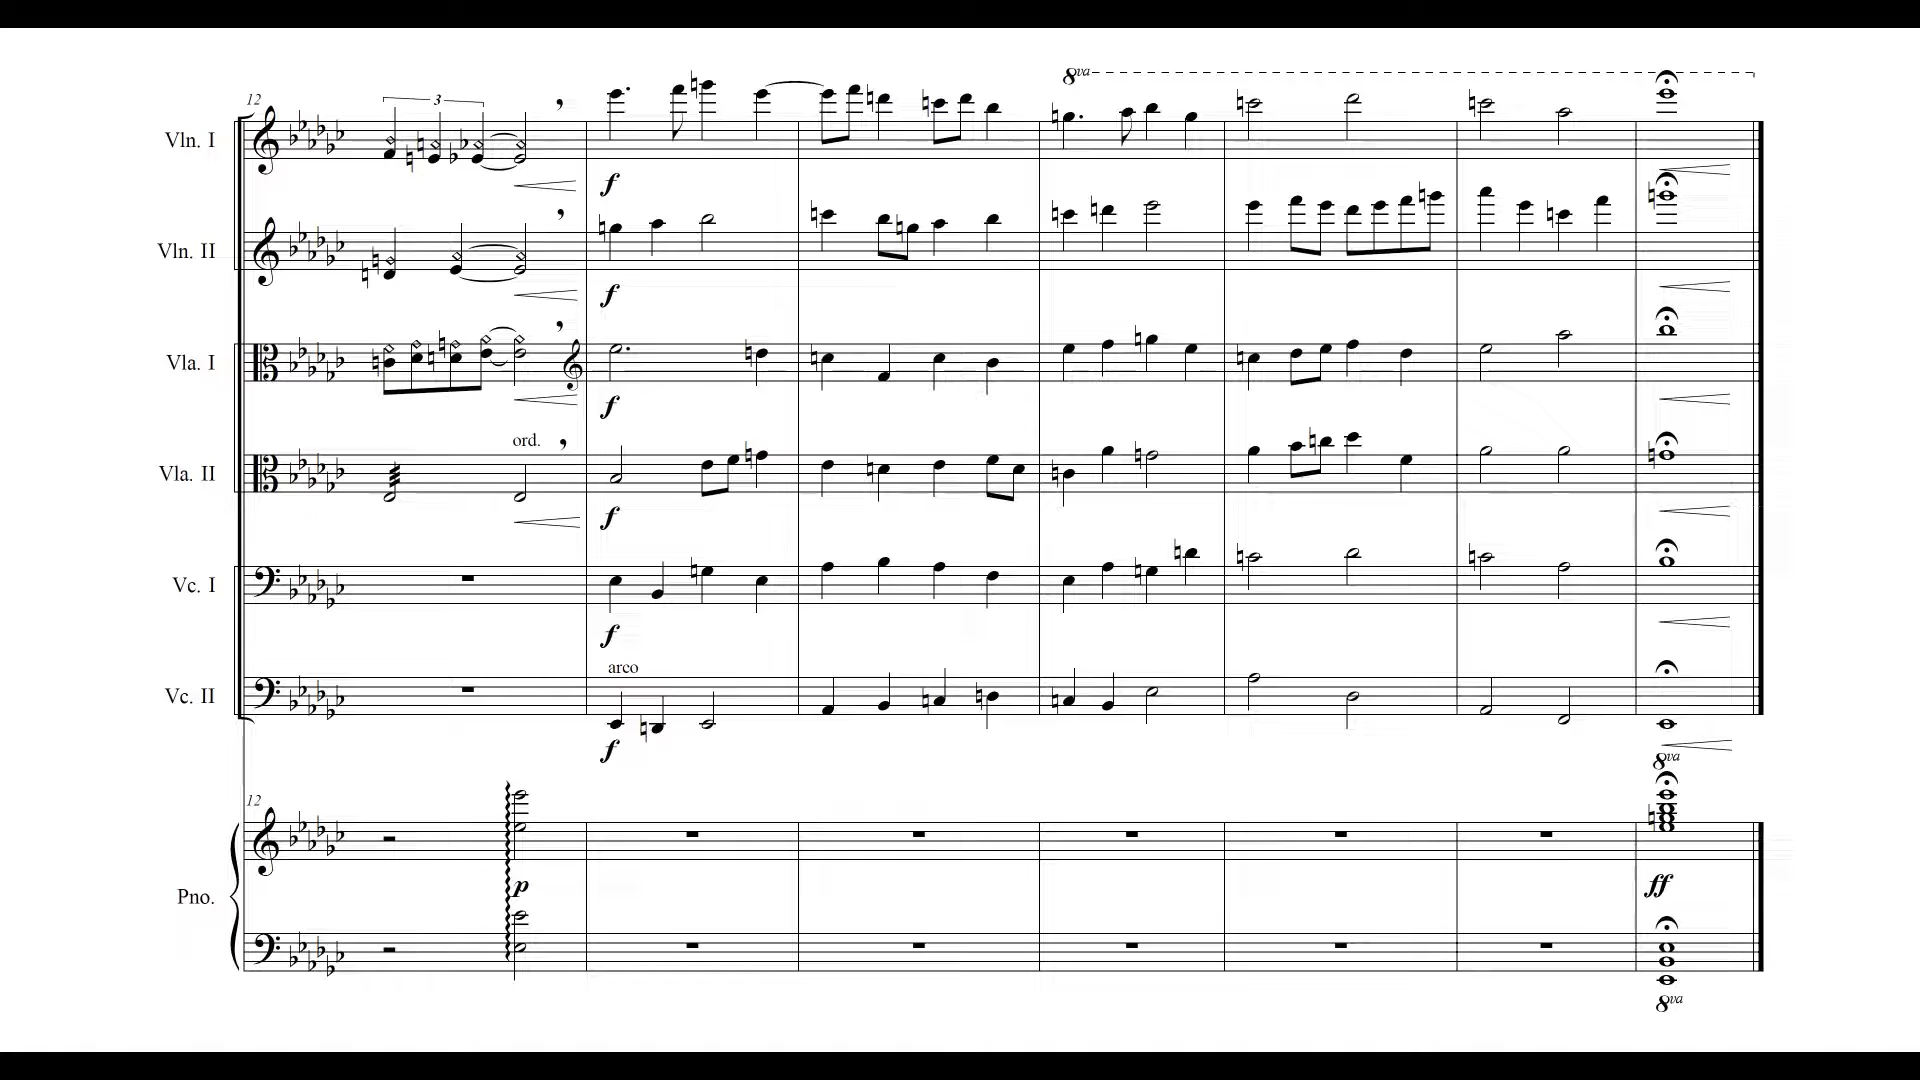 8va
12
3
Vln. I
f
Vln. II
f
Vla. I
f
ord.
Vla. II
f
Vc. I
f
arco
Vc. II
f
8va
12
p
ff
Pno.
8va